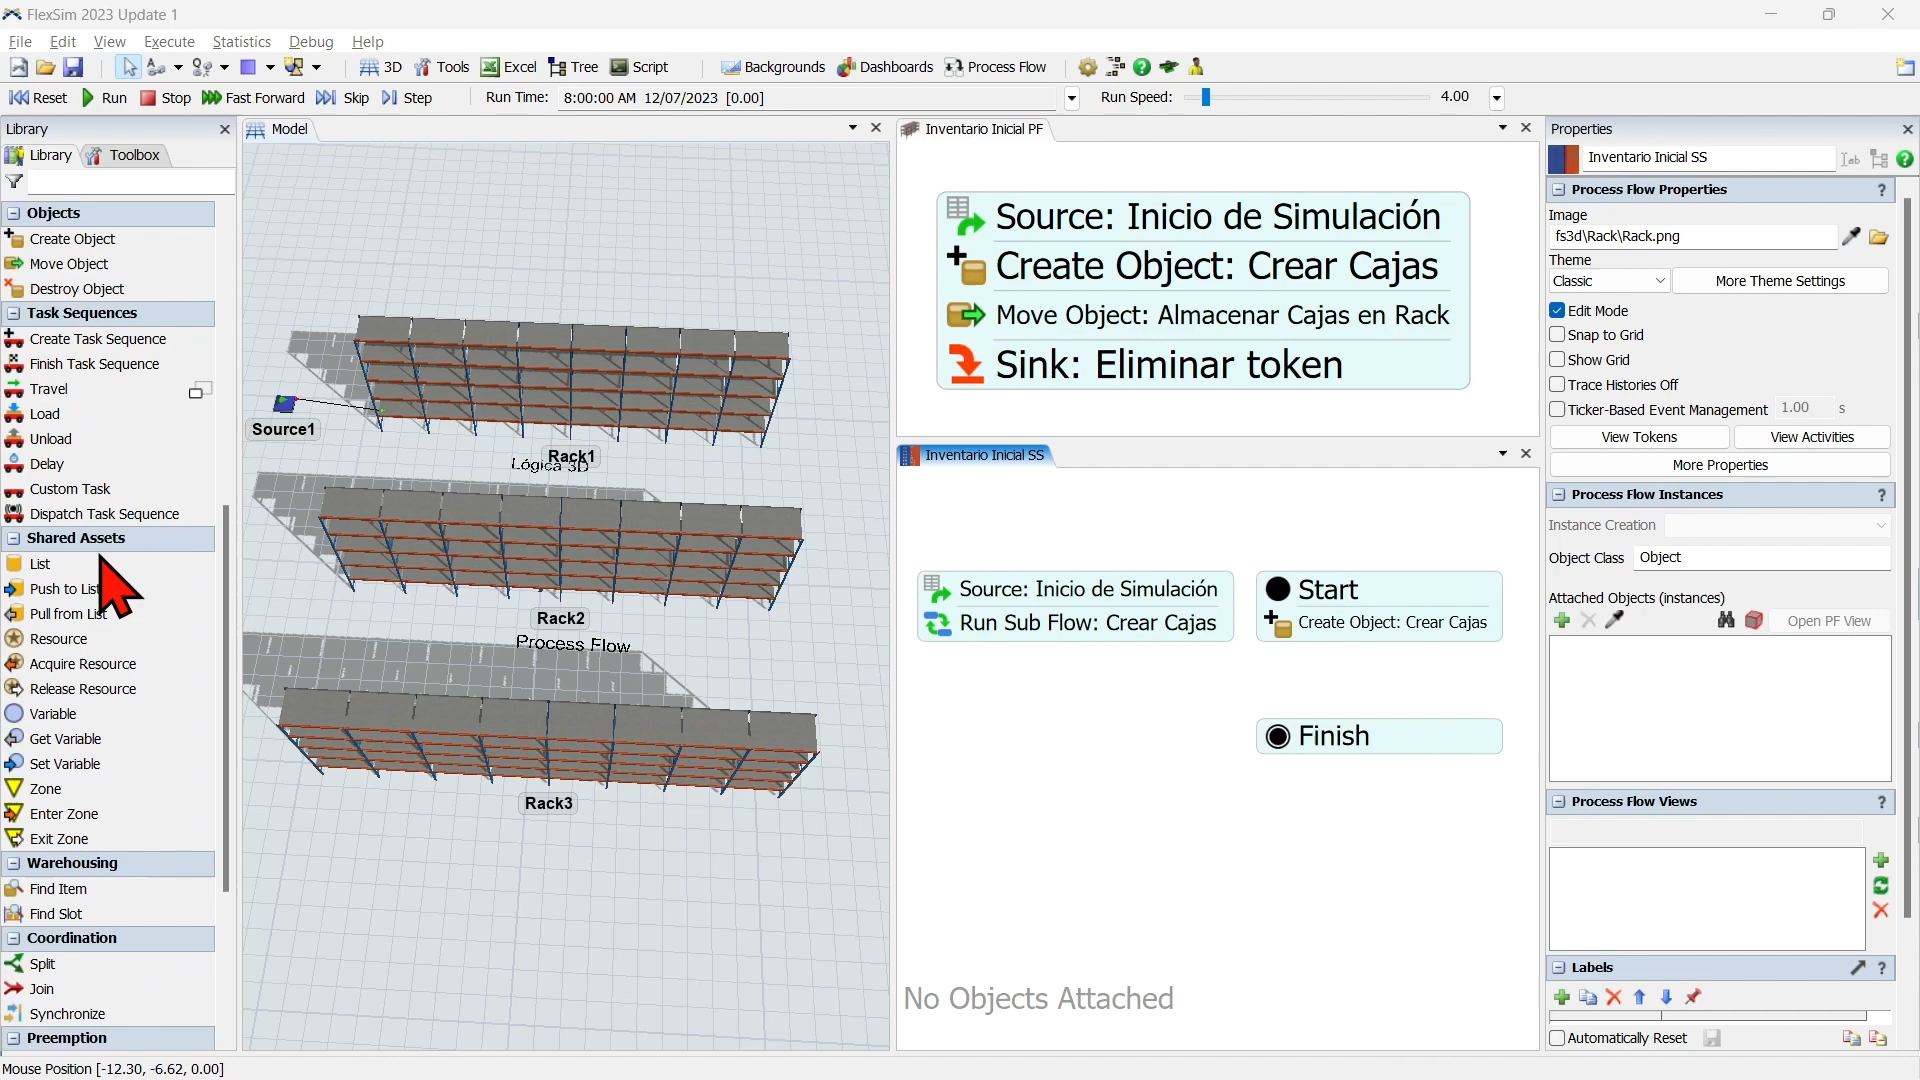 FlexSim 2023 Update 1
File Edit View Execute Statistics Debug Help
3D Tools Excel Tree Script Backgrounds Dashboards Process Flow
Reset Run Stop Fast Forward Skip Step Run Time: 8:00:00 AM 12/07/2023 [0.00] Run Speed: 4.00
Library
Library Toolbox
Objects
Create Object
Move Object
Destroy Object
Task Sequences
Create Task Sequence
Finish Task Sequence
Travel
Load
Unload
Delay
Custom Task
Dispatch Task Sequence
Shared Assets
List
Push to List
Pull from List
Resource
Acquire Resource
Release Resource
Variable
Get Variable
Set Variable
Zone
Enter Zone
Exit Zone
Warehousing
Find Item
Find Slot
Coordination
Split
Join
Synchronize
Preemption
Mouse Position [-12.30, -6.62, 0.00]
Model
Source1
Rack1
Lógica 3D
Rack2
Process Flow
Rack3
Inventario Inicial PF
Source: Inicio de Simulación
Create Object: Crear Cajas
Move Object: Almacenar Cajas en Rack
Sink: Eliminar token
Inventario Inicial SS
Source: Inicio de Simulación
Run Sub Flow: Crear Cajas
Start
Create Object: Crear Cajas
Finish
No Objects Attached
Properties
Inventario Inicial SS
Process Flow Properties ?
Image
fs3d\Rack\Rack.png
Theme
Classic More Theme Settings
Edit Mode
Snap to Grid
Show Grid
Trace Histories Off
Ticker-Based Event Management 1.00 s
View Tokens View Activities
More Properties
Process Flow Instances ?
Instance Creation
Object Class Object
Attached Objects (instances)
Open PF View
Process Flow Views ?
Labels ?
Automatically Reset